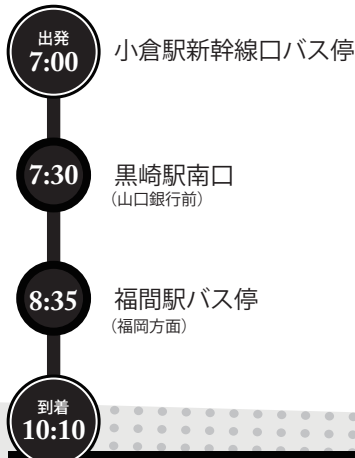 出発
7:00
小倉駅新幹線口バス停
7:30
黒崎駅南口
(山口銀行前)
8:35
福間駅バス停
(福岡方面)
到着
10:10